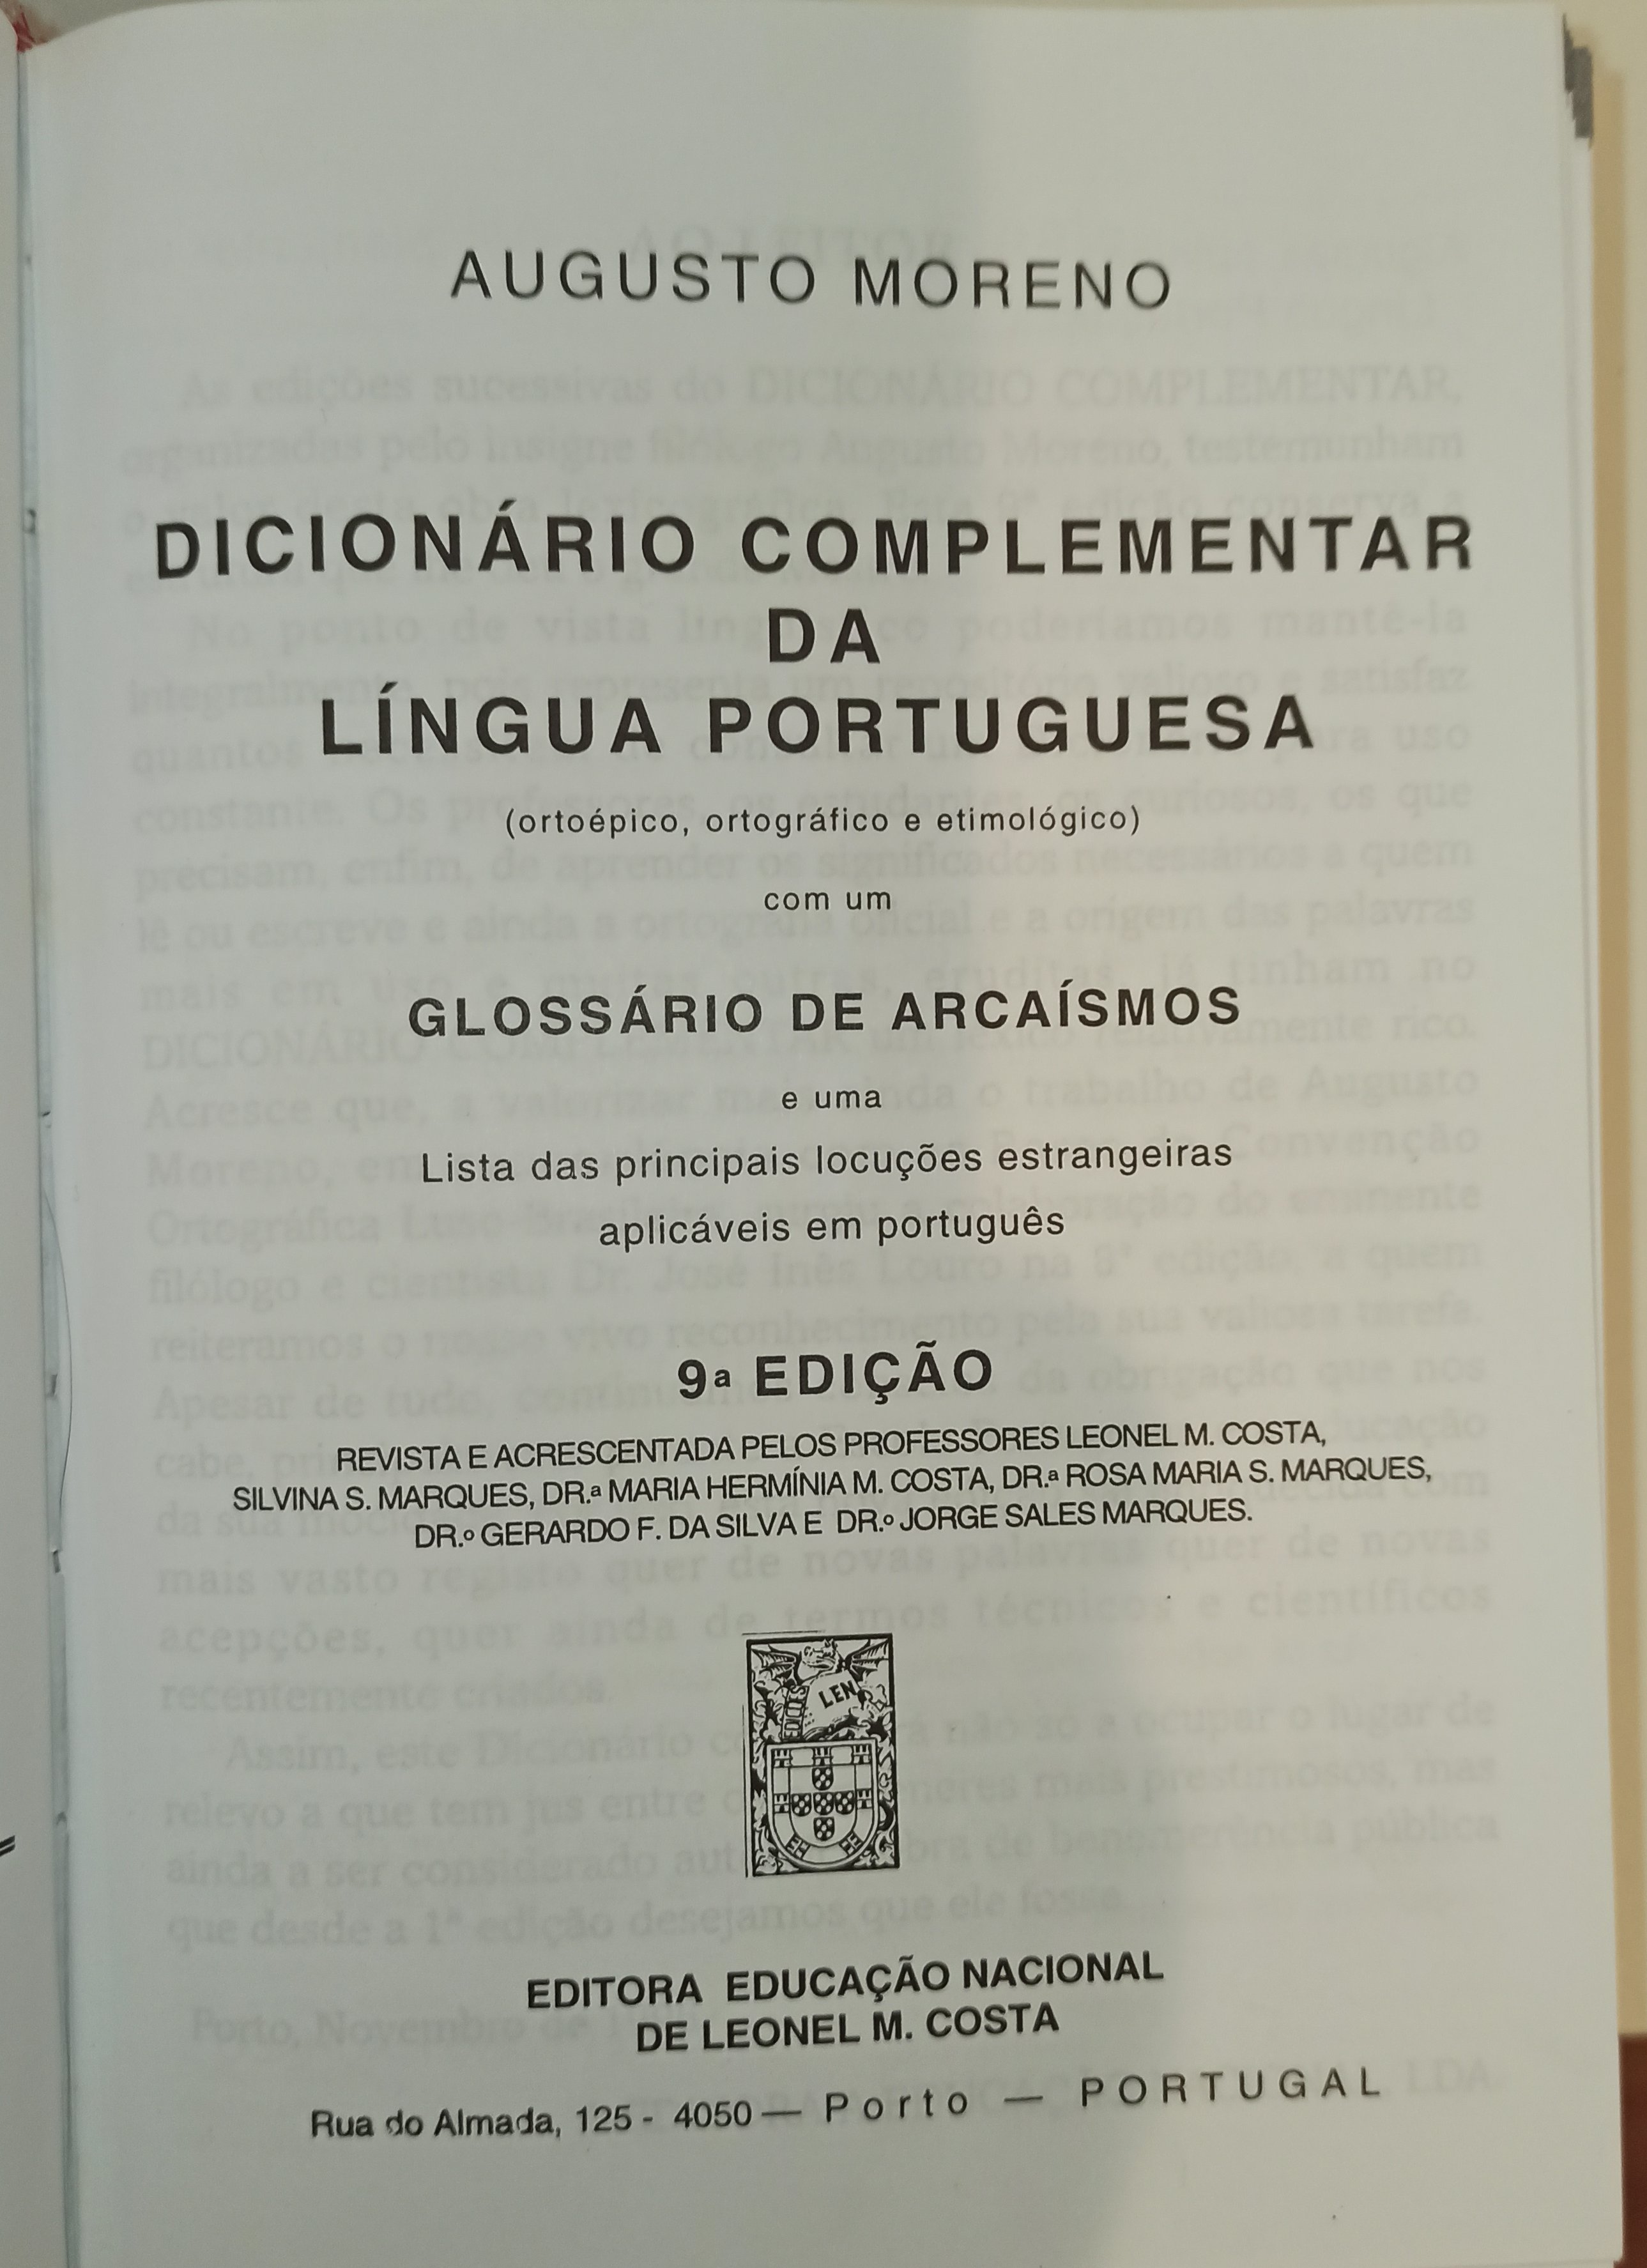 AUGUSTO MORENO
DICIONÁRIO COMPLEMENTAR
DA
LÍNGUA PORTUGUESA
(ortoépico, ortográfico e etimológico)
com um
GLOSSÁRIO DE ARCAÍSMOS
e uma
Lista das principais locuções estrangeiras
aplicáveis em português
9ª EDIÇÃO
REVISTA E ACRESCENTADA PELOS PROFESSORES LEONEL M. COSTA,
SILVINA S. MARQUES, DR.ª MARIA HERMÍNIA M. COSTA, DR.ª ROSA MARIA S. MARQUES,
DR.º GERARDO F. DA SILVA E DR.º JORGE SALES MARQUES.
EDIÇÕES
LEN
EDITORA EDUCAÇÃO NACIONAL
DE LEONEL M. COSTA
Rua do Almada, 125 - 4050 — Porto — PORTUGAL